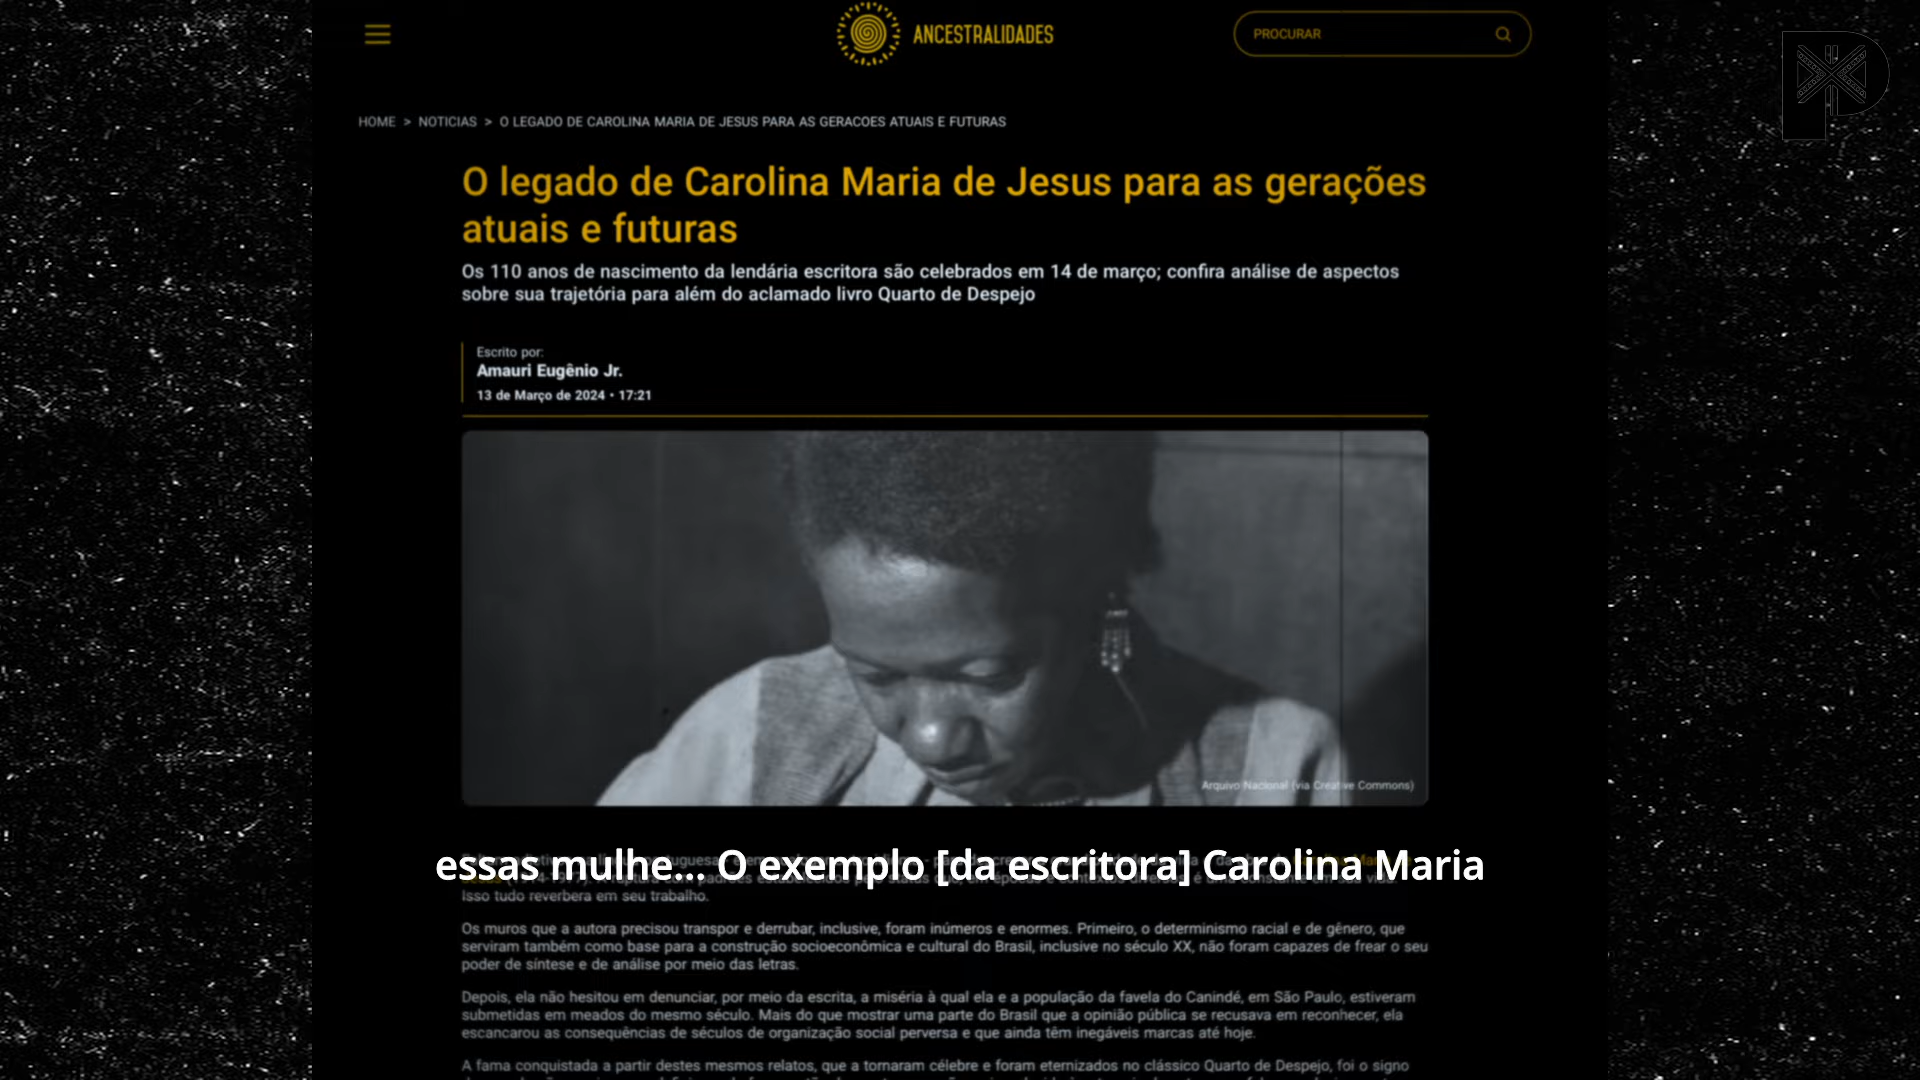 ANCESTRALIDADES
PROCURAR
HOME > NOTICIAS > O LEGADO DE CAROLINA MARIA DE JESUS PARA AS GERACOES ATUAIS E FUTURAS
O legado de Carolina Maria de Jesus para as gerações
atuais e futuras
Os 110 anos de nascimento da lendária escritora são celebrados em 14 de março; confira análise de aspectos
sobre sua trajetória para além do aclamado livro Quarto de Despejo
Escrito por:
Amauri Eugênio Jr.
13 de Março de 2024 • 17:21
Arquivo Nacional (via Creative Commons)
essas mulhe... O exemplo [da escritora] Carolina Maria
Isso tudo reverbera em seu trabalho.
Os muros que a autora precisou transpor e derrubar, inclusive, foram inúmeros e enormes. Primeiro, o determinismo racial e de gênero, que
serviram também como base para a construção socioeconômica e cultural do Brasil, inclusive no século XX, não foram capazes de frear o seu
poder de síntese e de análise por meio das letras.
Depois, ela não hesitou em denunciar, por meio da escrita, a miséria à qual ela e a população da favela do Canindé, em São Paulo, estiveram
submetidas em meados do mesmo século. Mais do que mostrar uma parte do Brasil que a opinião pública se recusava em reconhecer, ela
escancarou as consequências de séculos de organização social perversa e que ainda têm inegáveis marcas até hoje.
A fama conquistada a partir destes mesmos relatos, que a tornaram célebre e foram eternizados no clássico Quarto de Despejo, foi o signo